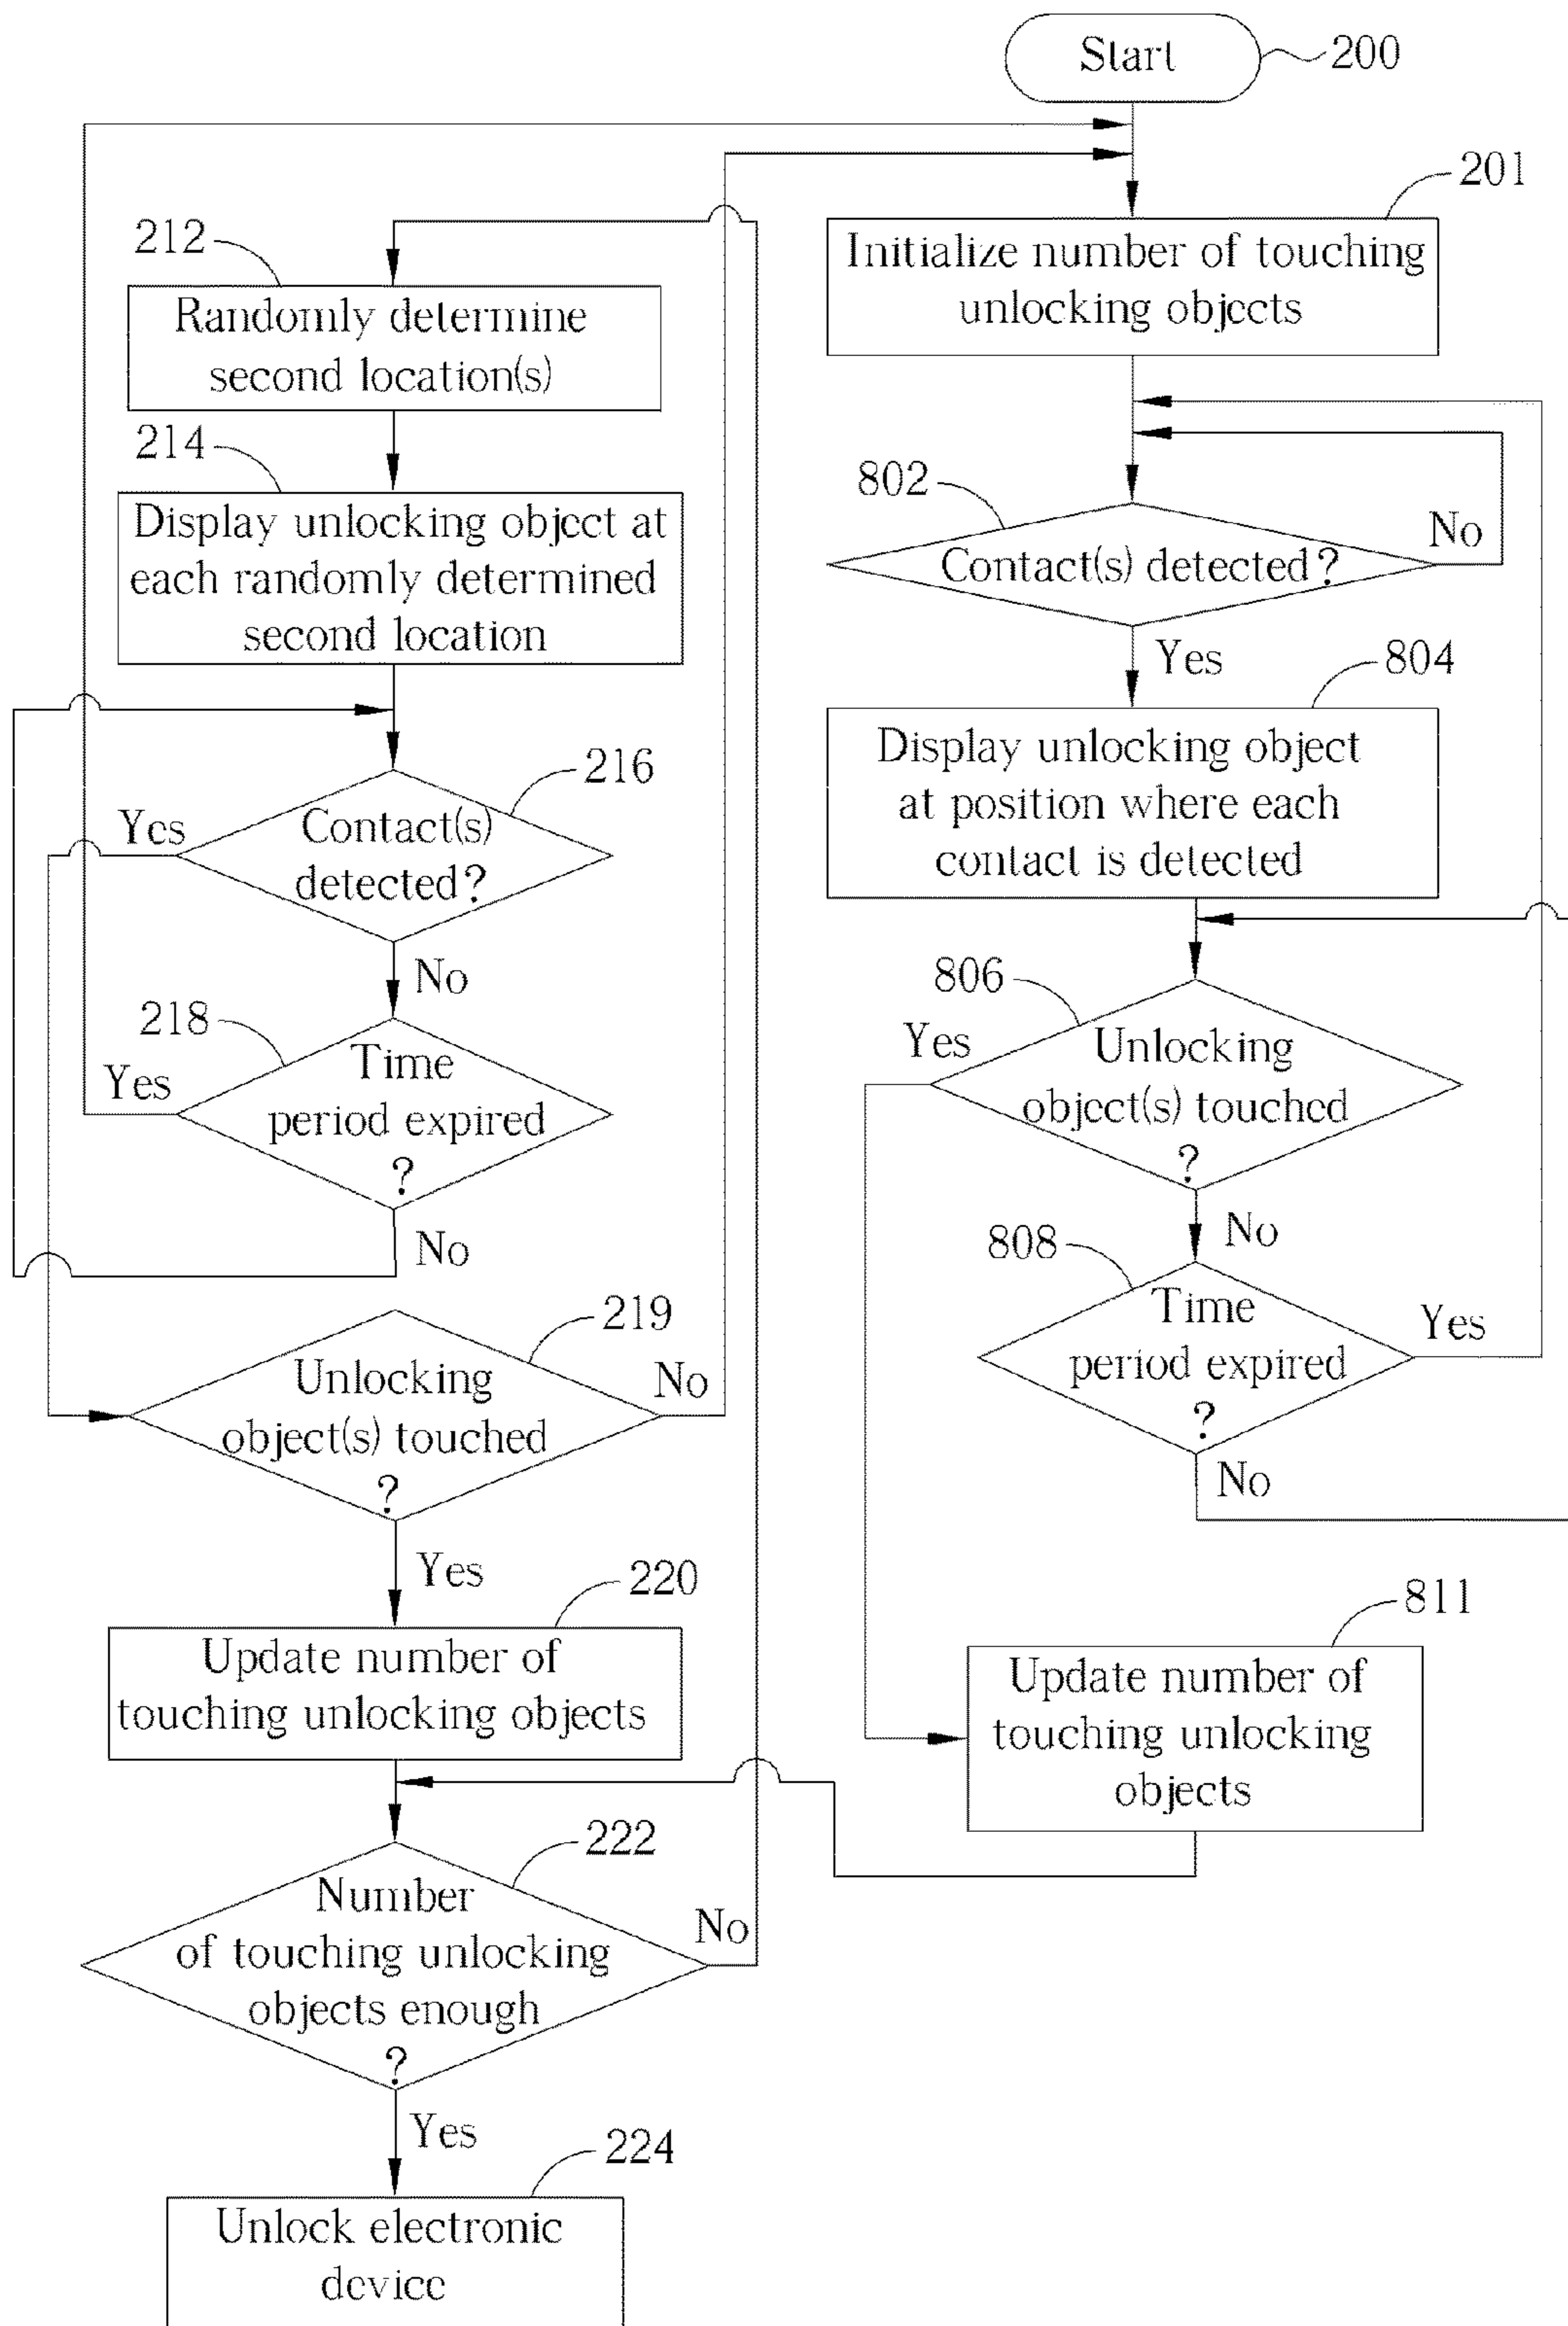 Start
200
201
Initialize number of touching
unlocking objects
212
Randomly determine
second location(s)
214
Display unlocking object at
each randomly determined
second location
802
Contact(s) detected?
No
Yes
804
Display unlocking object
at position where each
contact is detected
216
Yes
Contact(s)
detected?
No
218
Yes
Time
period expired
?
No
806
Yes
Unlocking
object(s) touched
?
No
808
Time
period expired
?
Yes
No
219
Unlocking
object(s) touched
?
No
Yes
220
Update number of
touching unlocking objects
811
Update number of
touching unlocking
objects
222
Number
of touching unlocking
objects enough
?
No
Yes
224
Unlock electronic
device